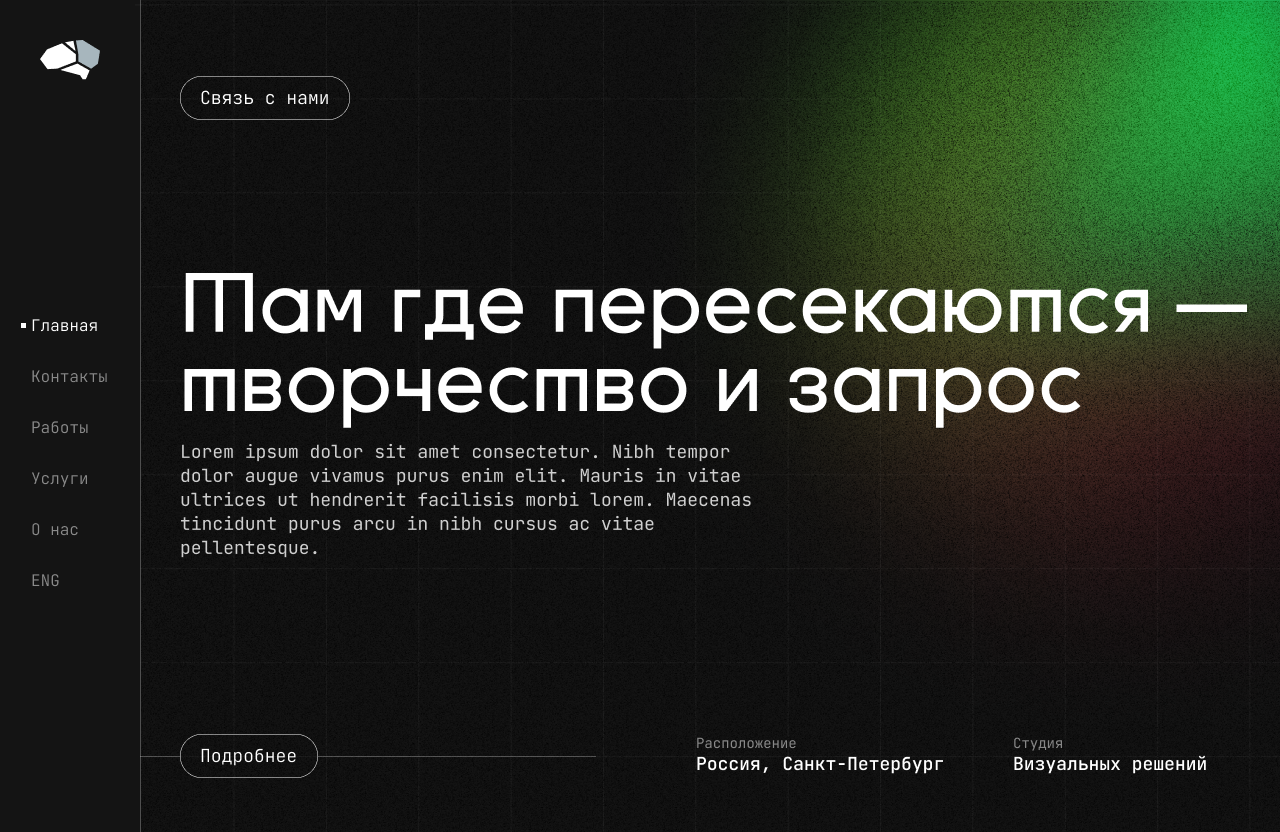 Связь с нами
Главная
Контакты
Работы
Услуги
О нас
ENG
Там где пересекаются —
творчество и запрос
Lorem ipsum dolor sit amet consectetur. Nibh tempor
dolor augue vivamus purus enim elit. Mauris in vitae
ultrices ut hendrerit facilisis morbi lorem. Maecenas
tincidunt purus arcu in nibh cursus ac vitae
pellentesque.
Подробнее
Расположение
Россия, Санкт-Петербург
Студия
Визуальных решений